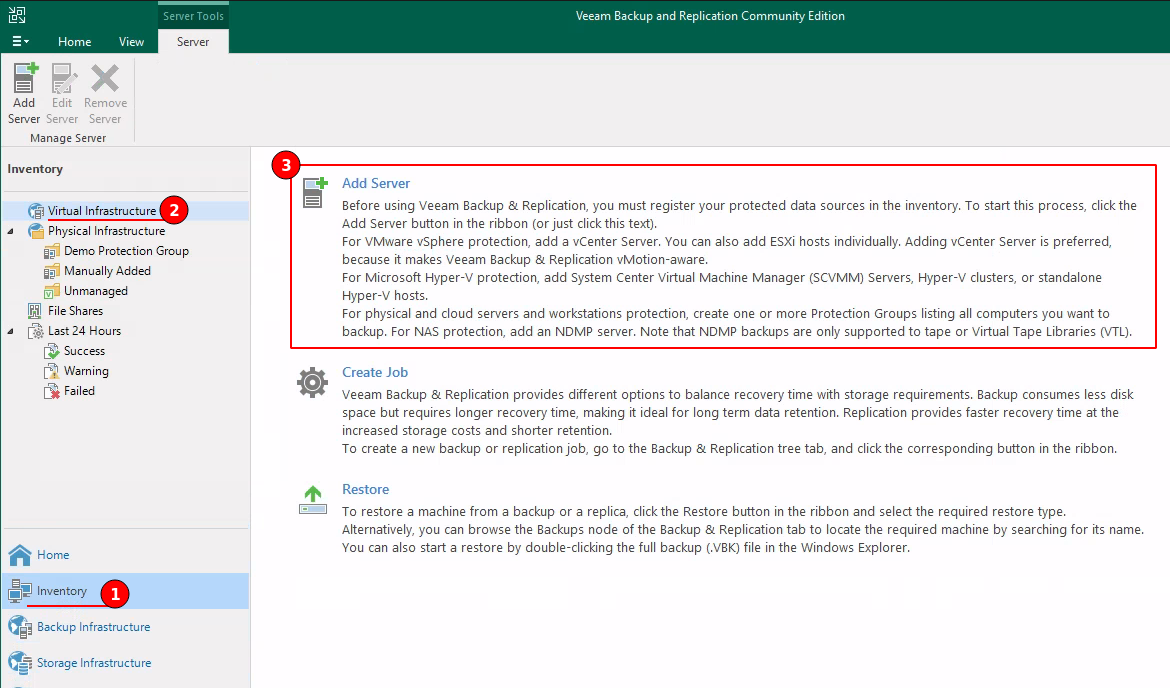 Server Tools
Veeam Backup and Replication Community Edition
Home
View
Server
Add Server
Edit Server
Remove Server
Manage Server
Inventory
Virtual Infrastructure
2
Physical Infrastructure
Demo Protection Group
Manually Added
Unmanaged
File Shares
Last 24 Hours
Success
Warning
Failed
Home
Inventory
1
Backup Infrastructure
Storage Infrastructure
3
Add Server
Before using Veeam Backup & Replication, you must register your protected data sources in the inventory. To start this process, click the
Add Server button in the ribbon (or just click this text).
For VMware vSphere protection, add a vCenter Server. You can also add ESXi hosts individually. Adding vCenter Server is preferred,
because it makes Veeam Backup & Replication vMotion-aware.
For Microsoft Hyper-V protection, add System Center Virtual Machine Manager (SCVMM) Servers, Hyper-V clusters, or standalone
Hyper-V hosts.
For physical and cloud servers and workstations protection, create one or more Protection Groups listing all computers you want to
backup. For NAS protection, add an NDMP server. Note that NDMP backups are only supported to tape or Virtual Tape Libraries (VTL).
Create Job
Veeam Backup & Replication provides different options to balance recovery time with storage requirements. Backup consumes less disk
space but requires longer recovery time, making it ideal for long term data retention. Replication provides faster recovery time at the
increased storage costs and shorter retention.
To create a new backup or replication job, go to the Backup & Replication tree tab, and click the corresponding button in the ribbon.
Restore
To restore a machine from a backup or a replica, click the Restore button in the ribbon and select the required restore type.
Alternatively, you can browse the Backups node of the Backup & Replication tab to locate the required machine by searching for its name.
You can also start a restore by double-clicking the full backup (.VBK) file in the Windows Explorer.